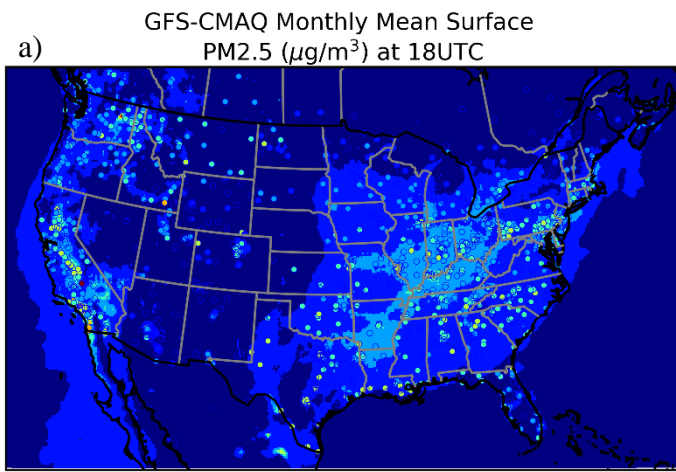 GFS-CMAQ Monthly Mean Surface
a) PM2.5 (μg/m³) at 18UTC